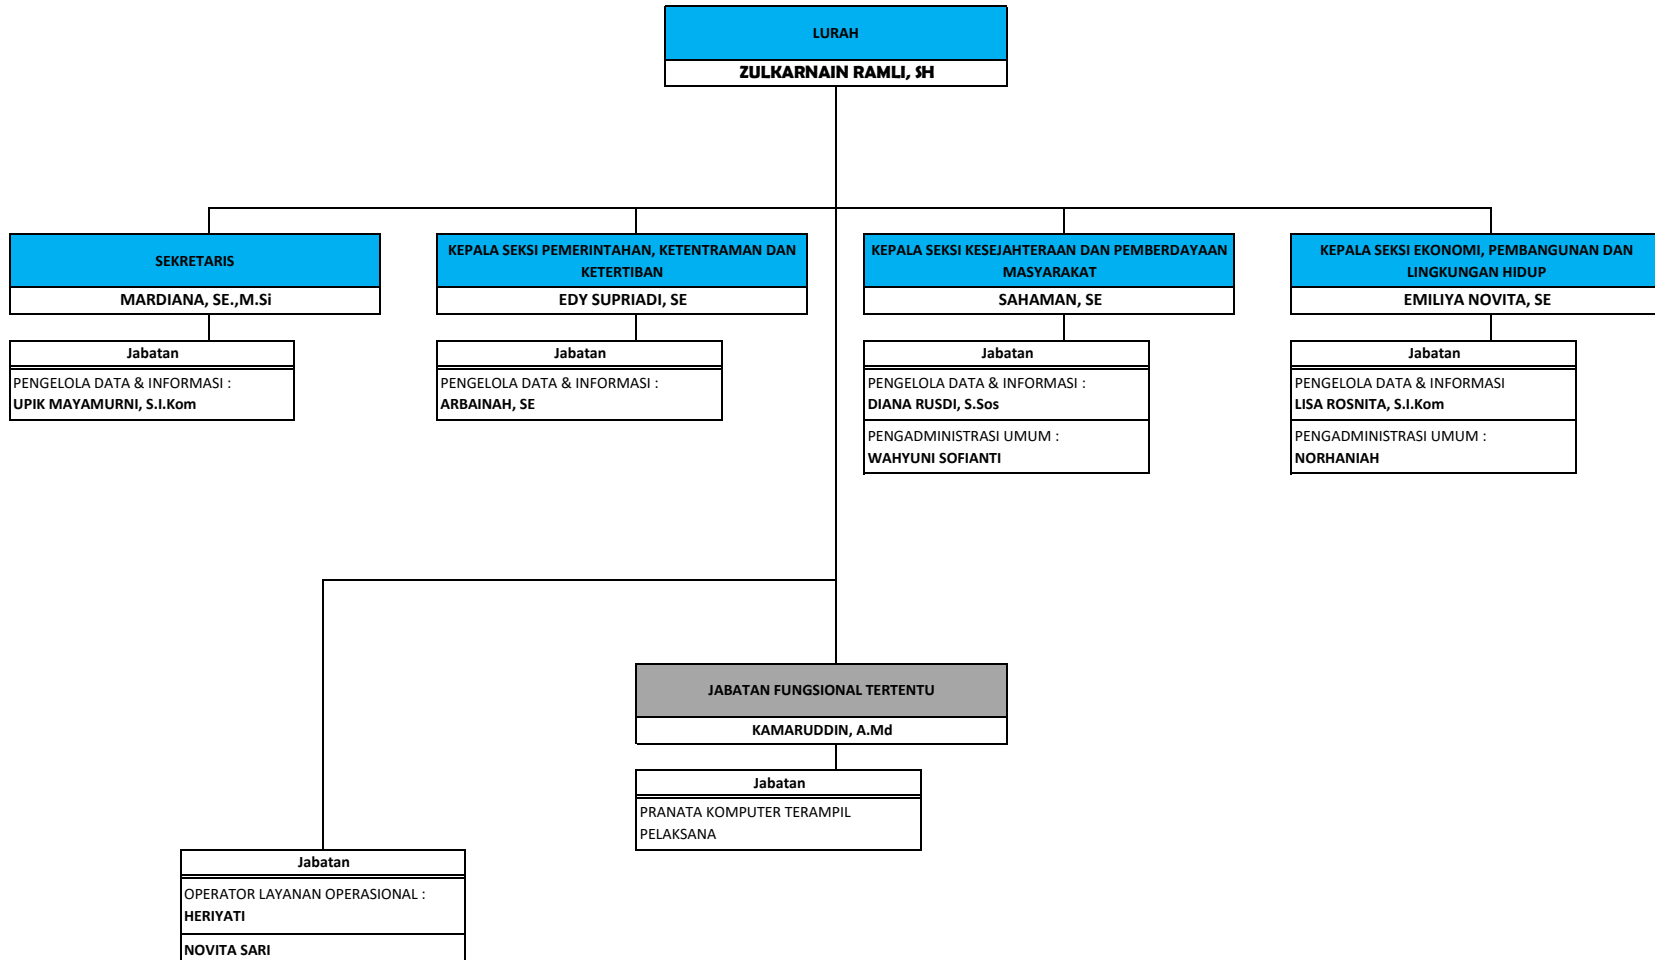 LURAH
ZULKARNAIN RAMLI, SH
SEKRETARIS
MARDIANA, SE.,M.Si
Jabatan
PENGELOLA DATA & INFORMASI :
UPIK MAYAMURNI, S.I.Kom
KEPALA SEKSI PEMERINTAHAN, KETENTRAMAN DAN
KETERTIBAN
EDY SUPRIADI, SE
Jabatan
PENGELOLA DATA & INFORMASI :
ARBAINAH, SE
KEPALA SEKSI KESEJAHTERAAN DAN PEMBERDAYAAN
MASYARAKAT
SAHAMAN, SE
Jabatan
PENGELOLA DATA & INFORMASI :
DIANA RUSDI, S.Sos
PENGADMINISTRASI UMUM :
WAHYUNI SOFIANTI
KEPALA SEKSI EKONOMI, PEMBANGUNAN DAN
LINGKUNGAN HIDUP
EMILIYA NOVITA, SE
Jabatan
PENGELOLA DATA & INFORMASI
LISA ROSNITA, S.I.Kom
PENGADMINISTRASI UMUM :
NORHANIAH
JABATAN FUNGSIONAL TERTENTU
KAMARUDDIN, A.Md
Jabatan
PRANATA KOMPUTER TERAMPIL
PELAKSANA
Jabatan
OPERATOR LAYANAN OPERASIONAL :
HERIYATI
NOVITA SARI